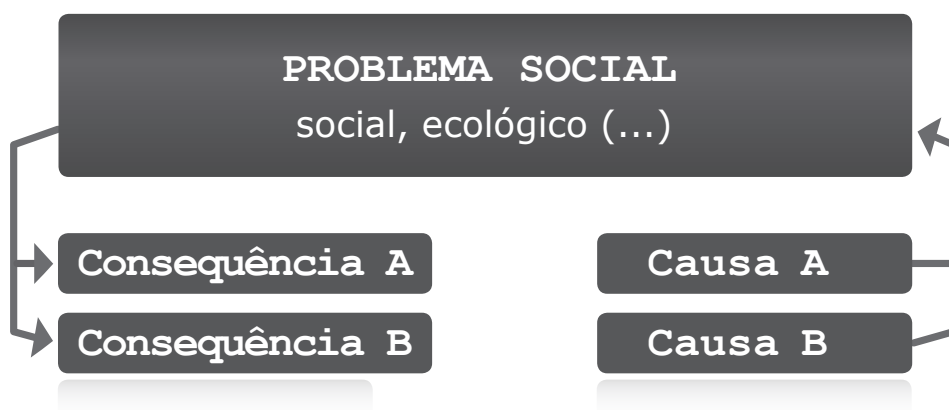 PROBLEMA SOCIAL
social, ecológico (...)
Consequência A
Causa A
Consequência B
Causa B